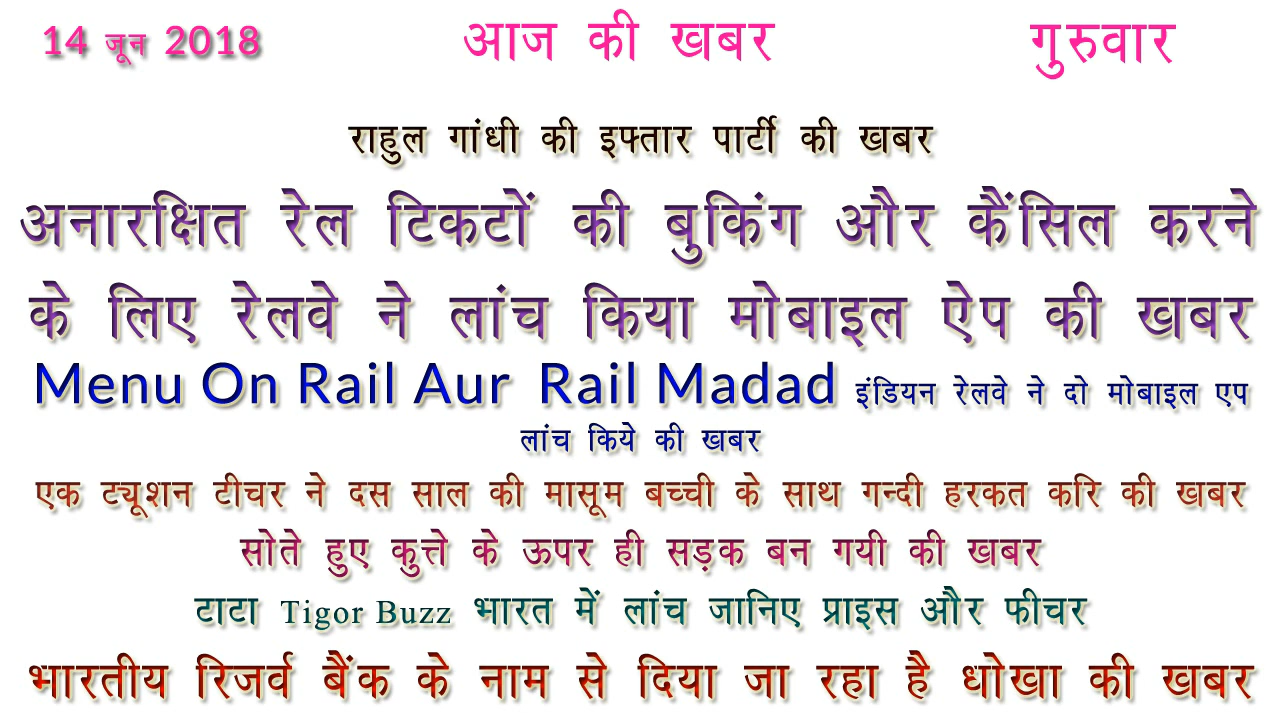 14 जून 2018 आज की खबर गुरुवार
राहुल गांधी की इफ्तार पार्टी की खबर
अनारक्षित रेल टिकटों की बुकिंग और कैंसिल करने
के लिए रेलवे ने लांच किया मोबाइल ऐप की खबर
Menu On Rail Aur Rail Madad इंडियन रेलवे ने दो मोबाइल एप
लांच किये की खबर
एक ट्यूशन टीचर ने दस साल की मासूम बच्ची के साथ गन्दी हरकत करि की खबर
सोते हुए कुत्ते के ऊपर ही सड़क बन गयी की खबर
टाटा Tigor Buzz भारत में लांच जानिए प्राइस और फीचर
भारतीय रिजर्व बैंक के नाम से दिया जा रहा है धोखा की खबर